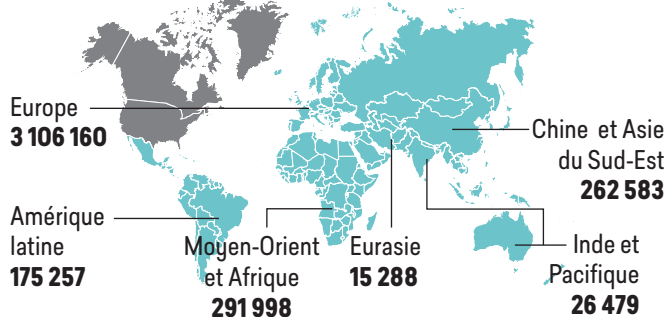 Europe
3 106 160
Chine et Asie
du Sud-Est
262 583
Amérique
latine
175 257
Moyen-Orient
et Afrique
291 998
Eurasie
15 288
Inde et
Pacifique
26 479